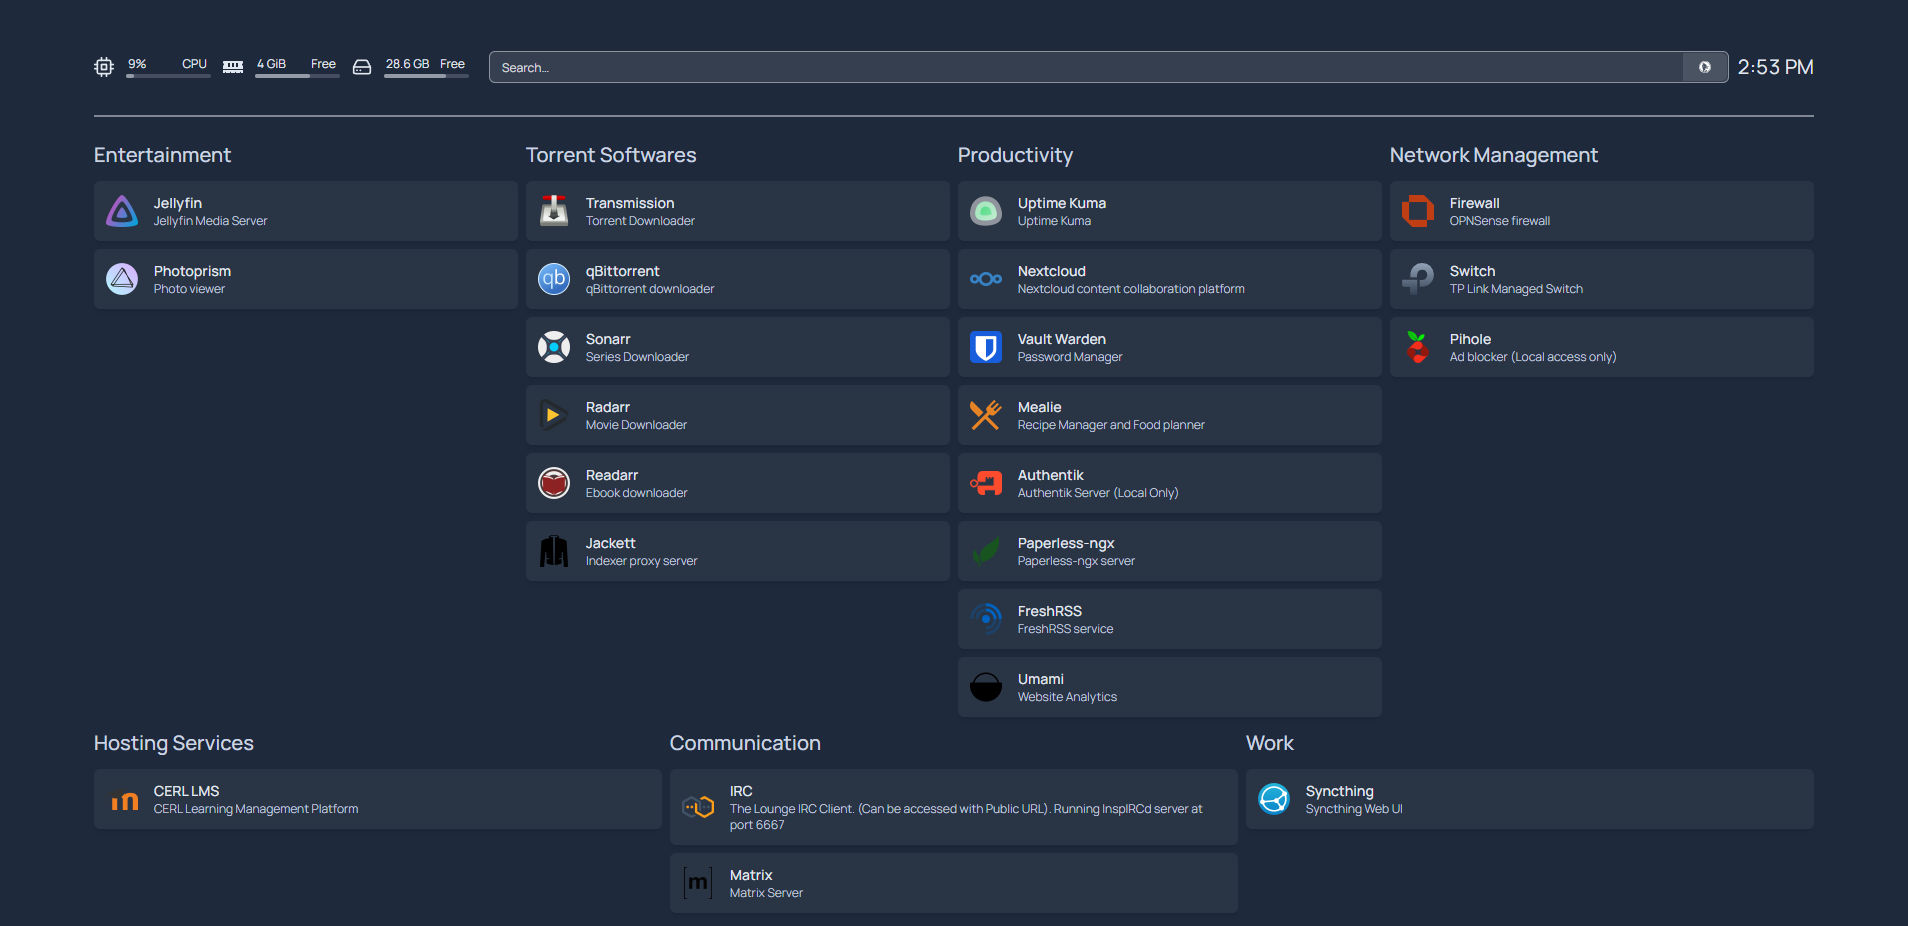 9% CPU
4 GiB Free
28.6 GB Free
Search...
2:53 PM
Entertainment
Jellyfin
Jellyfin Media Server
Photoprism
Photo viewer
Torrent Softwares
Transmission
Torrent Downloader
qb
qBittorrent
qBittorrent downloader
Sonarr
Series Downloader
Radarr
Movie Downloader
Readarr
Ebook downloader
Jackett
Indexer proxy server
Productivity
Uptime Kuma
Uptime Kuma
Nextcloud
Nextcloud content collaboration platform
Vault Warden
Password Manager
Mealie
Recipe Manager and Food planner
Authentik
Authentik Server (Local Only)
Paperless-ngx
Paperless-ngx server
FreshRSS
FreshRSS service
Umami
Website Analytics
Network Management
Firewall
OPNSense firewall
Switch
TP Link Managed Switch
Pihole
Ad blocker (Local access only)
Hosting Services
m
CERL LMS
CERL Learning Management Platform
Communication
IRC
The Lounge IRC Client. (Can be accessed with Public URL). Running InspIRCd server at
port 6667
[m]
Matrix
Matrix Server
Work
Syncthing
Syncthing Web UI